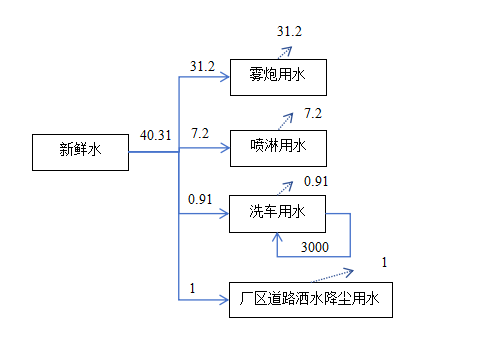 31.2
31.2
雾炮用水
7.2
40.31
7.2
新鲜水
喷淋用水
0.91
0.91
洗车用水
3000
1
1
厂区道路洒水降尘用水